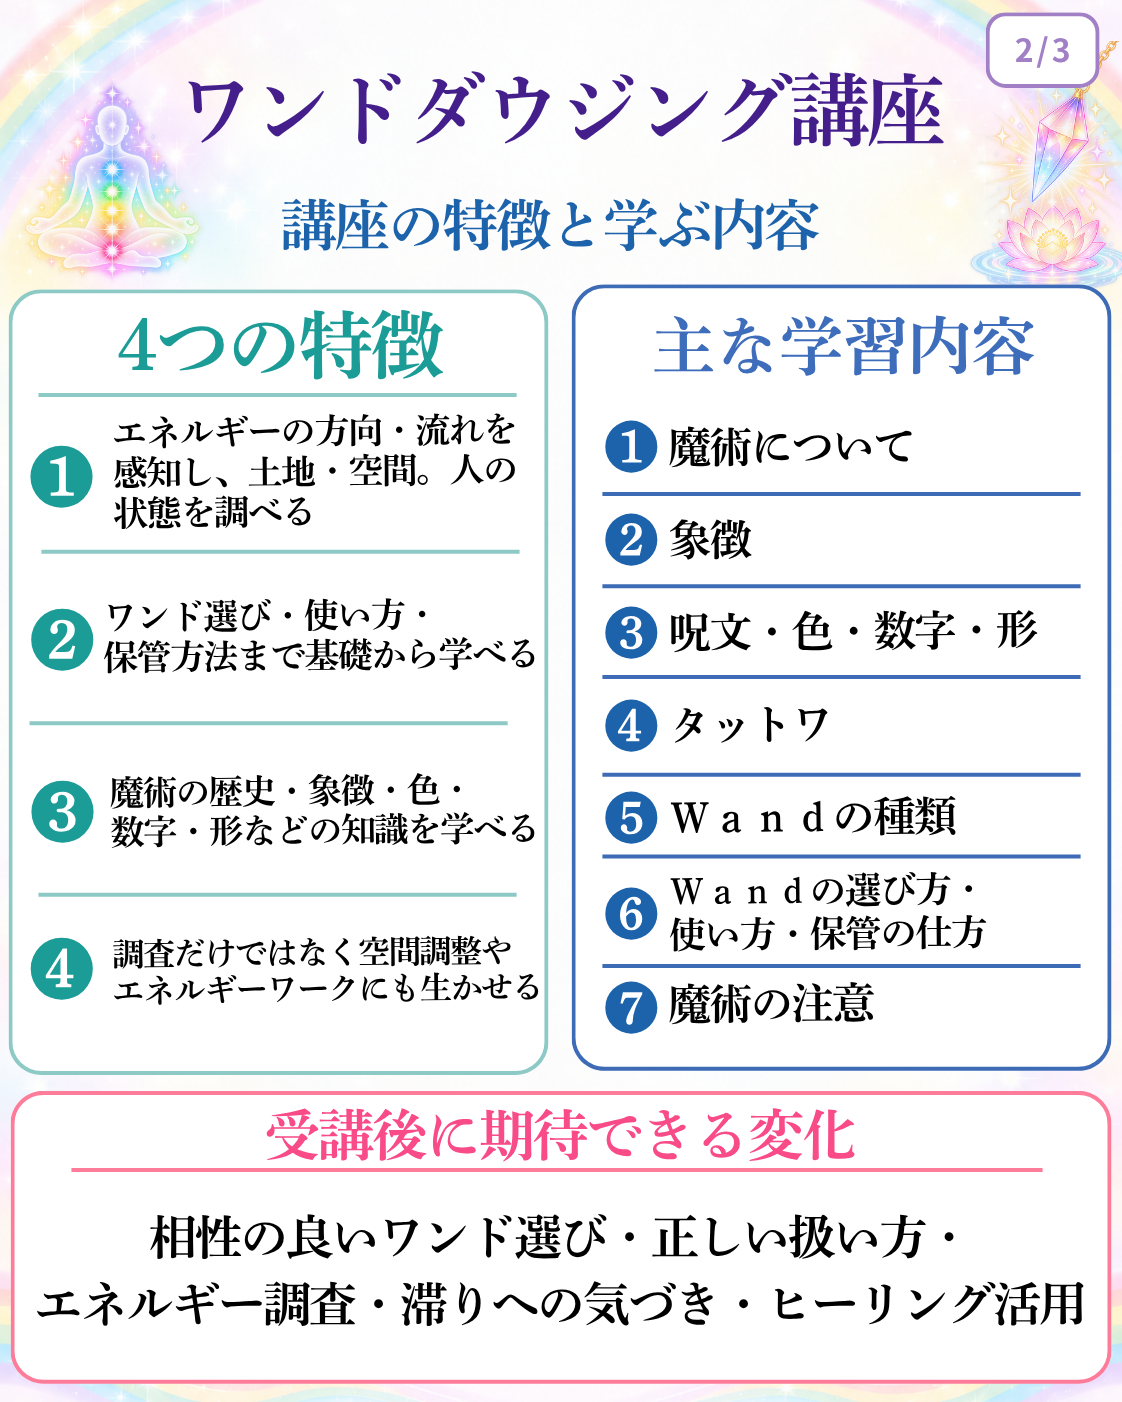 2/3
ワンドダウジング講座
講座の特徴と学ぶ内容
4つの特徴
1
エネルギーの方向・流れを
感知し、土地・空間。人の
状態を調べる
2
ワンド選び・使い方・
保管方法まで基礎から学べる
3
魔術の歴史・象徴・色・
数字・形などの知識を学べる
4
調査だけではなく空間調整や
エネルギーワークにも生かせる
主な学習内容
1 魔術について
2 象徴
3 呪文・色・数字・形
4 タットワ
5 Ｗａｎｄの種類
6
Ｗａｎｄの選び方・
使い方・保管の仕方
7 魔術の注意
受講後に期待できる変化
相性の良いワンド選び・正しい扱い方・
エネルギー調査・滞りへの気づき・ヒーリング活用